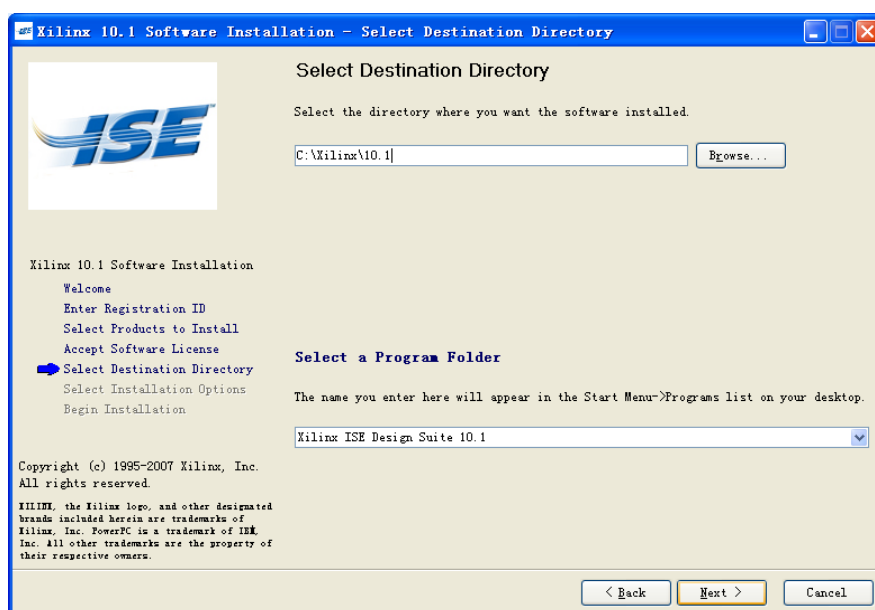 Xilinx 10.1 Software Installation - Select Destination Directory
ISE
Select Destination Directory
Select the directory where you want the software installed.
C:\Xilinx\10.1
Browse...
Xilinx 10.1 Software Installation
Welcome
Enter Registration ID
Select Products to Install
Accept Software License
Select Destination Directory
Select Installation Options
Begin Installation
Select a Program Folder
The name you enter here will appear in the Start Menu->Programs list on your desktop.
Xilinx ISE Design Suite 10.1
Copyright (c) 1995-2007 Xilinx, Inc.
All rights reserved.
XILINX, the Xilinx logo, and other designated
brands included herein are trademarks of
Xilinx, Inc. PowerPC is a trademark of IBM,
Inc. All other trademarks are the property of
their respective owners.
< Back
Next >
Cancel